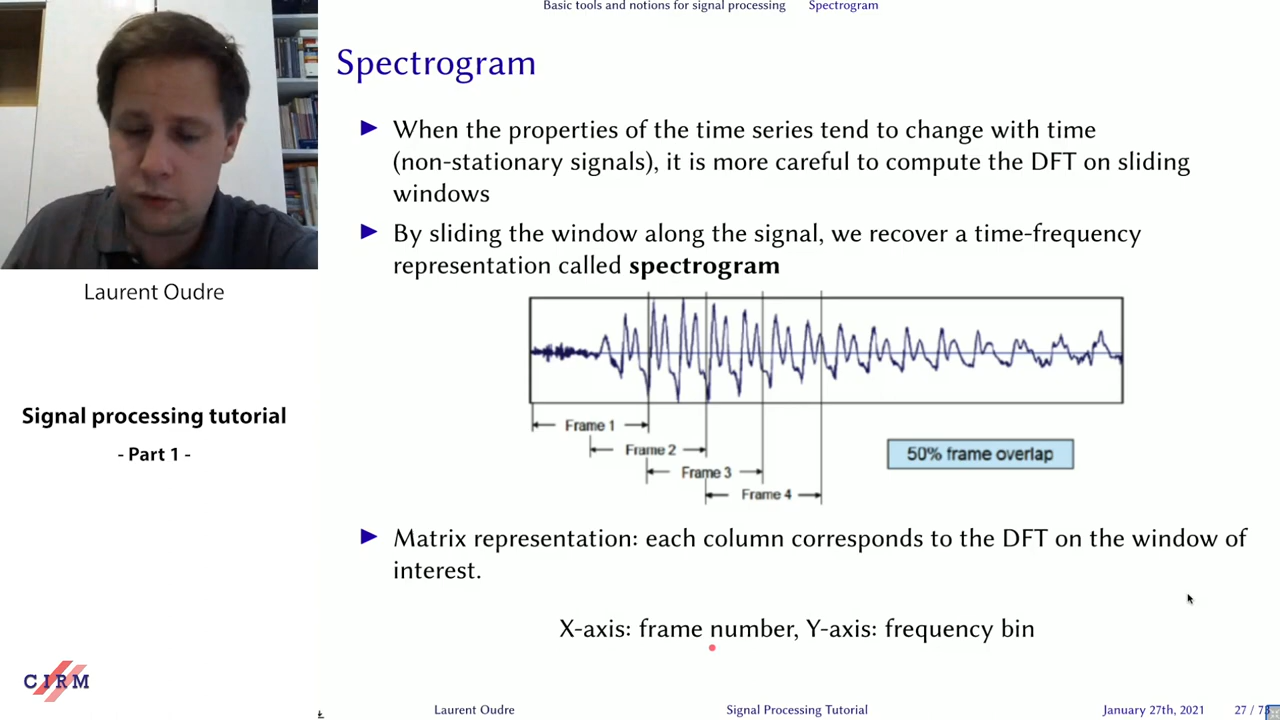 Basic tools and notions for signal processing Spectrogram
Spectrogram
When the properties of the time series tend to change with time
(non-stationary signals), it is more careful to compute the DFT on sliding
windows
By sliding the window along the signal, we recover a time-frequency
representation called spectrogram
Laurent Oudre
Signal processing tutorial
- Part 1 -
Frame 1
Frame 2
Frame 3
Frame 4
50% frame overlap
Matrix representation: each column corresponds to the DFT on the window of
interest.
X-axis: frame number, Y-axis: frequency bin
CIRM
Laurent Oudre Signal Processing Tutorial January 27th, 2021 27 /